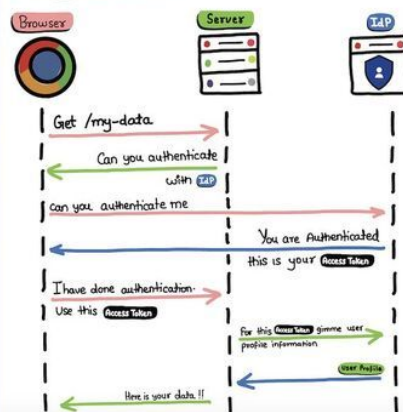 Browser
Server
IdP
Get /my-data
Can you authenticate
with IdP
can you authenticate me
You are Authenticated
this is your Access Token
I have done authentication.
Use this Access Token
For this Access Token gimme user
profile information
User Profile
Here is your data !!